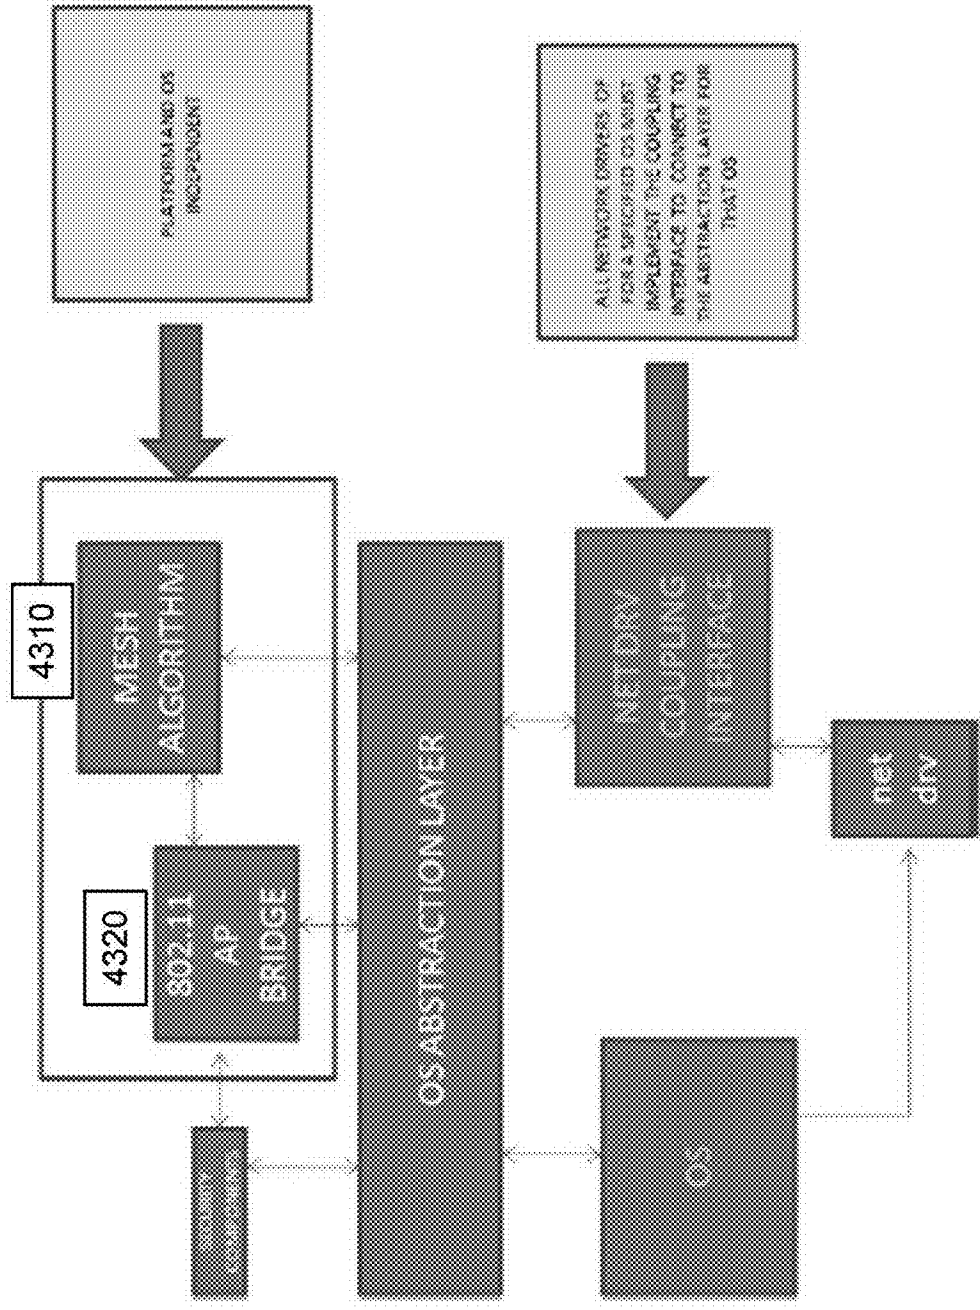 4310
MESH
ALGORITHM
4320
802.11
AP
BRIDGE
SECURITY
COMPONENTS
PLATFORM AND OS
INDEPENDENT
OS ABSTRACTION LAYER
OS
NET DRV
COUPLING
INTERFACE
net
drv
ALL NETWORK DRIVERS OF
FOR A SPECIFIED OS MUST
IMPLEMENT THE COUPLING
INTERFACE TO CONNECT TO
THE ABSTRACTION LAYER FOR
THAT OS